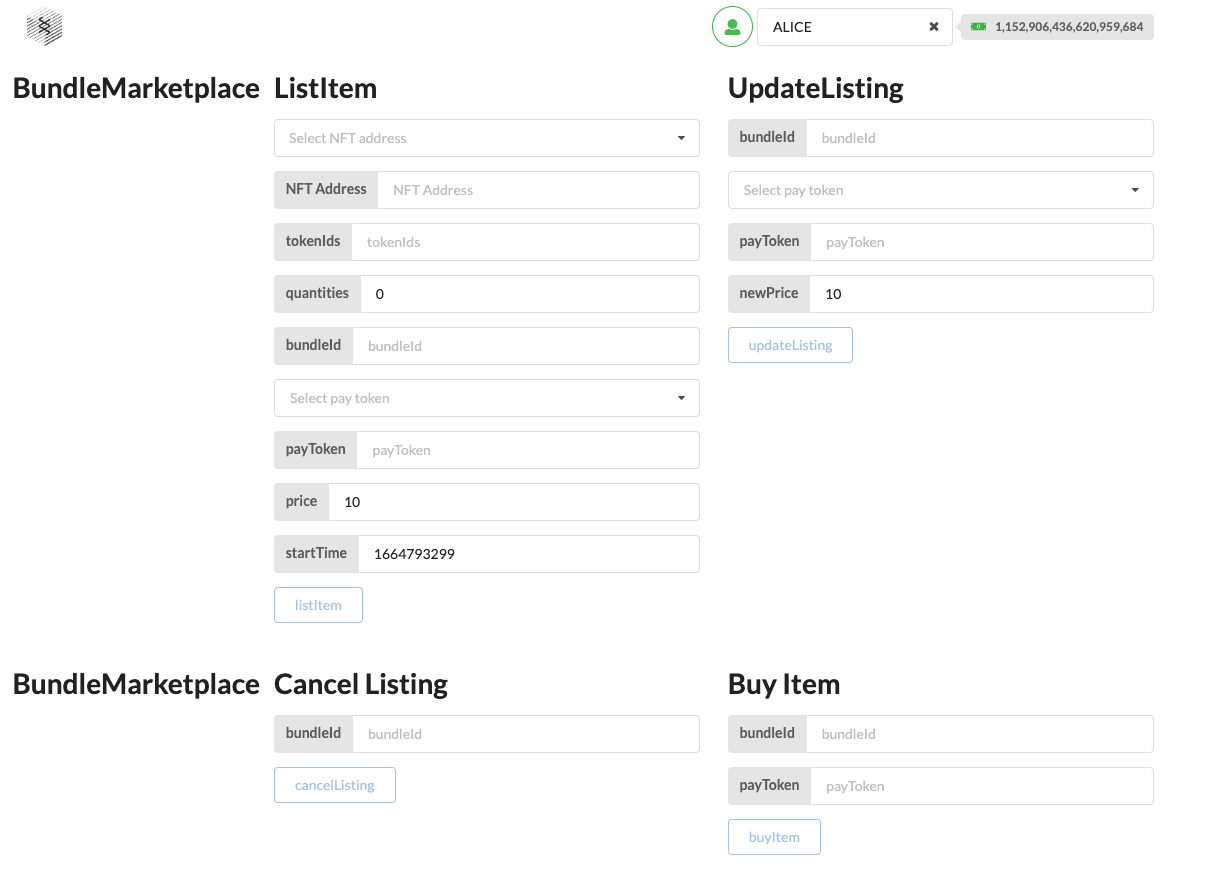 ALICE
1,152,906,436,620,959,684
BundleMarketplace
ListItem
Select NFT address
NFT Address NFT Address
tokenIds tokenIds
quantities 0
bundleId bundleId
Select pay token
payToken payToken
price 10
startTime 1664793299
listItem
UpdateListing
bundleId bundleId
Select pay token
payToken payToken
newPrice 10
updateListing
BundleMarketplace
Cancel Listing
bundleId bundleId
cancelListing
Buy Item
bundleId bundleId
payToken payToken
buyItem